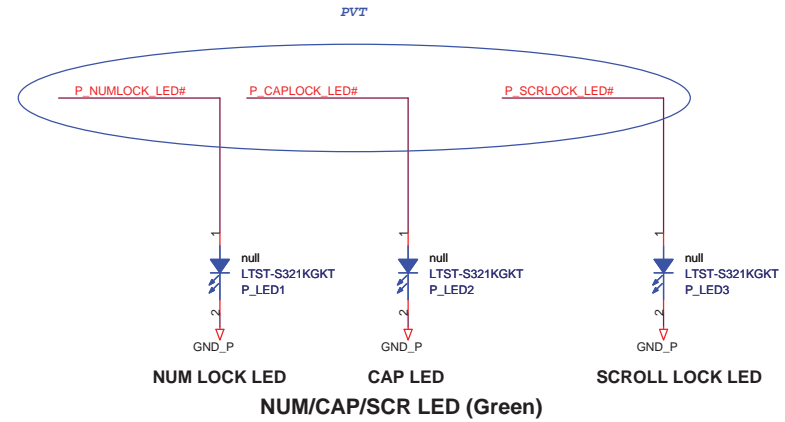 PVT
P_NUMLOCK_LED# P_CAPLOCK_LED# P_SCRLOCK_LED#
1 1 1
null null null
LTST-S321KGKT LTST-S321KGKT LTST-S321KGKT
P_LED1 P_LED2 P_LED3
2 2 2
GND_P GND_P GND_P
NUM LOCK LED CAP LED SCROLL LOCK LED
NUM/CAP/SCR LED (Green)